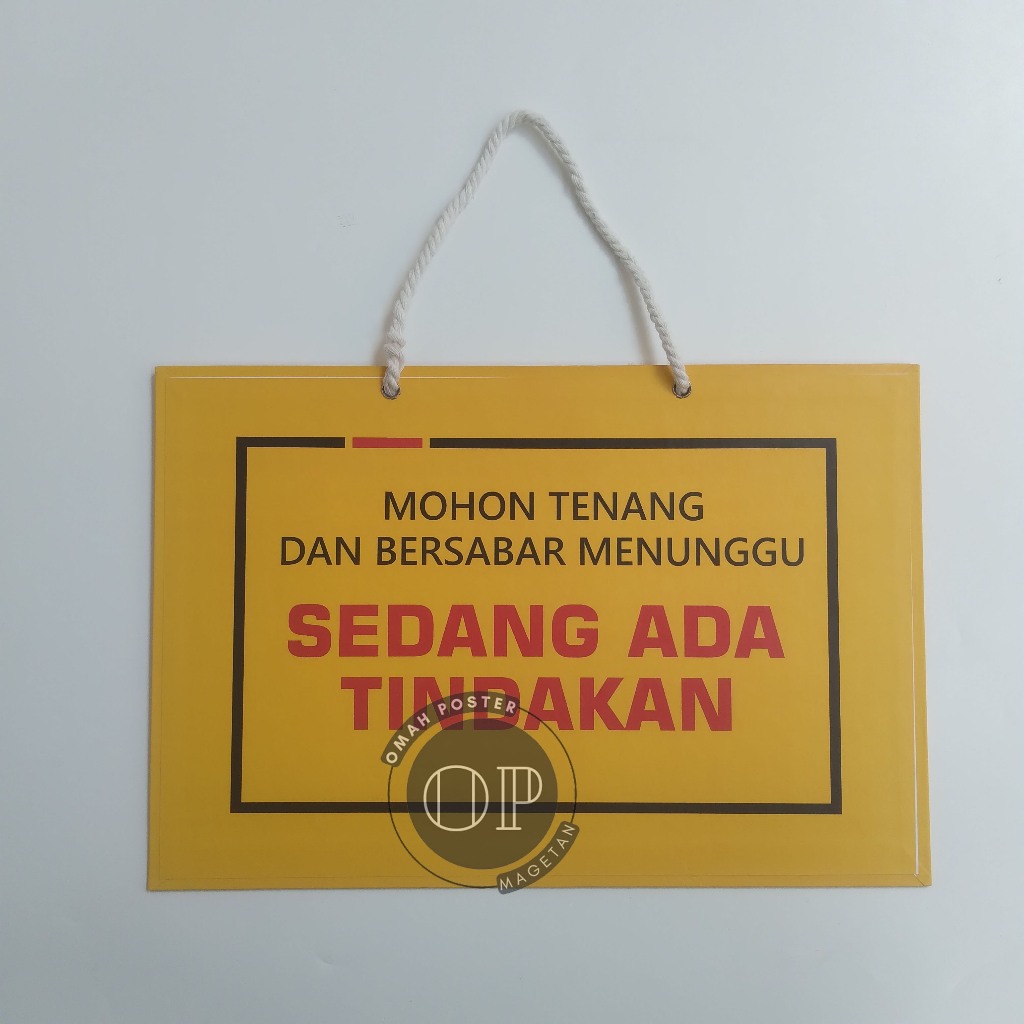 MOHON TENANG
DAN BERSABAR MENUNGGU
SEDANG ADA
TINDAKAN
OMAH POSTER
OP
MAGETAN